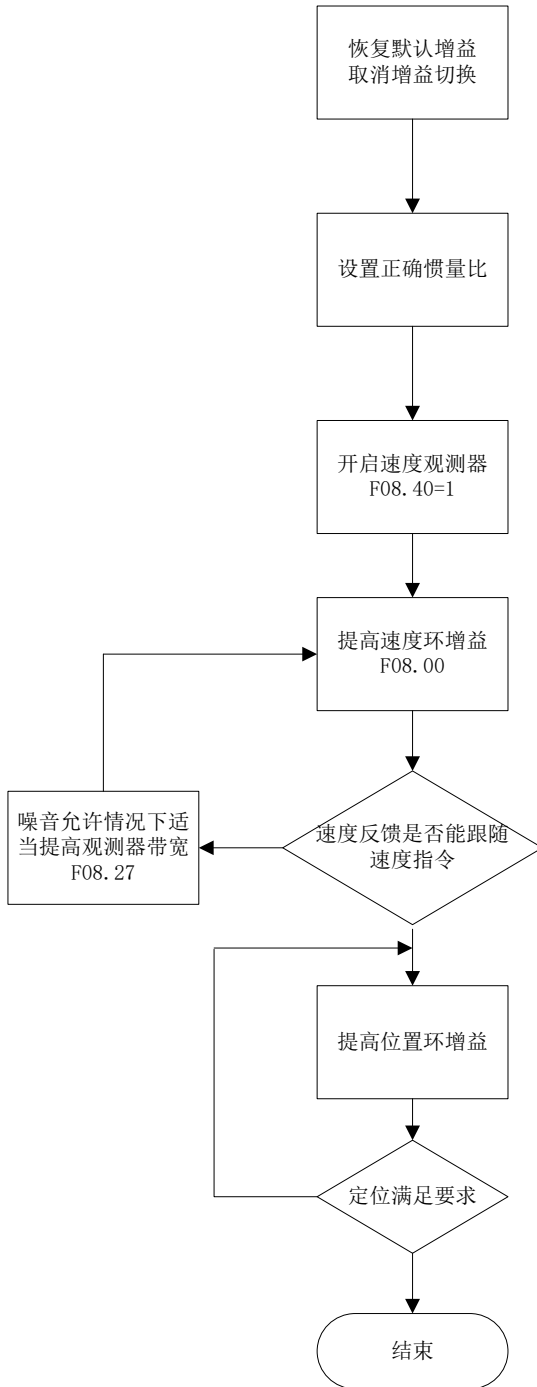 恢复默认增益
取消增益切换
设置正确惯量比
开启速度观测器
F08.40=1
提高速度环增益
F08.00
速度反馈是否能跟随
速度指令
噪音允许情况下适
当提高观测器带宽
F08.27
提高位置环增益
定位满足要求
结束